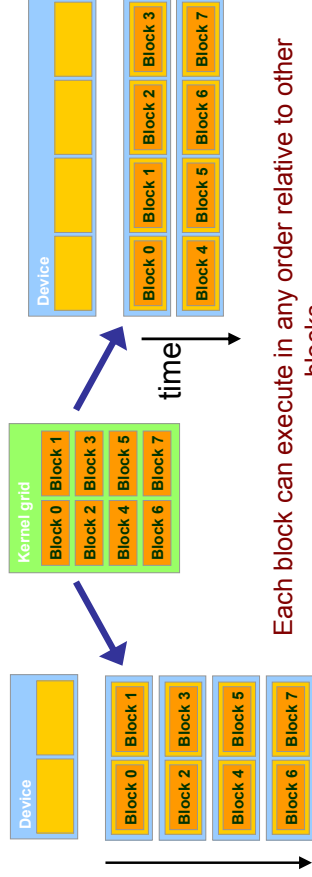 Device
Block 0 Block 1
Block 2 Block 3
Block 4 Block 5
Block 6 Block 7
Kernel grid
Block 0 Block 1
Block 2 Block 3
Block 4 Block 5
Block 6 Block 7
Device
time
Block 0 Block 1 Block 2 Block 3
Block 4 Block 5 Block 6 Block 7
Each block can execute in any order relative to other
blocks